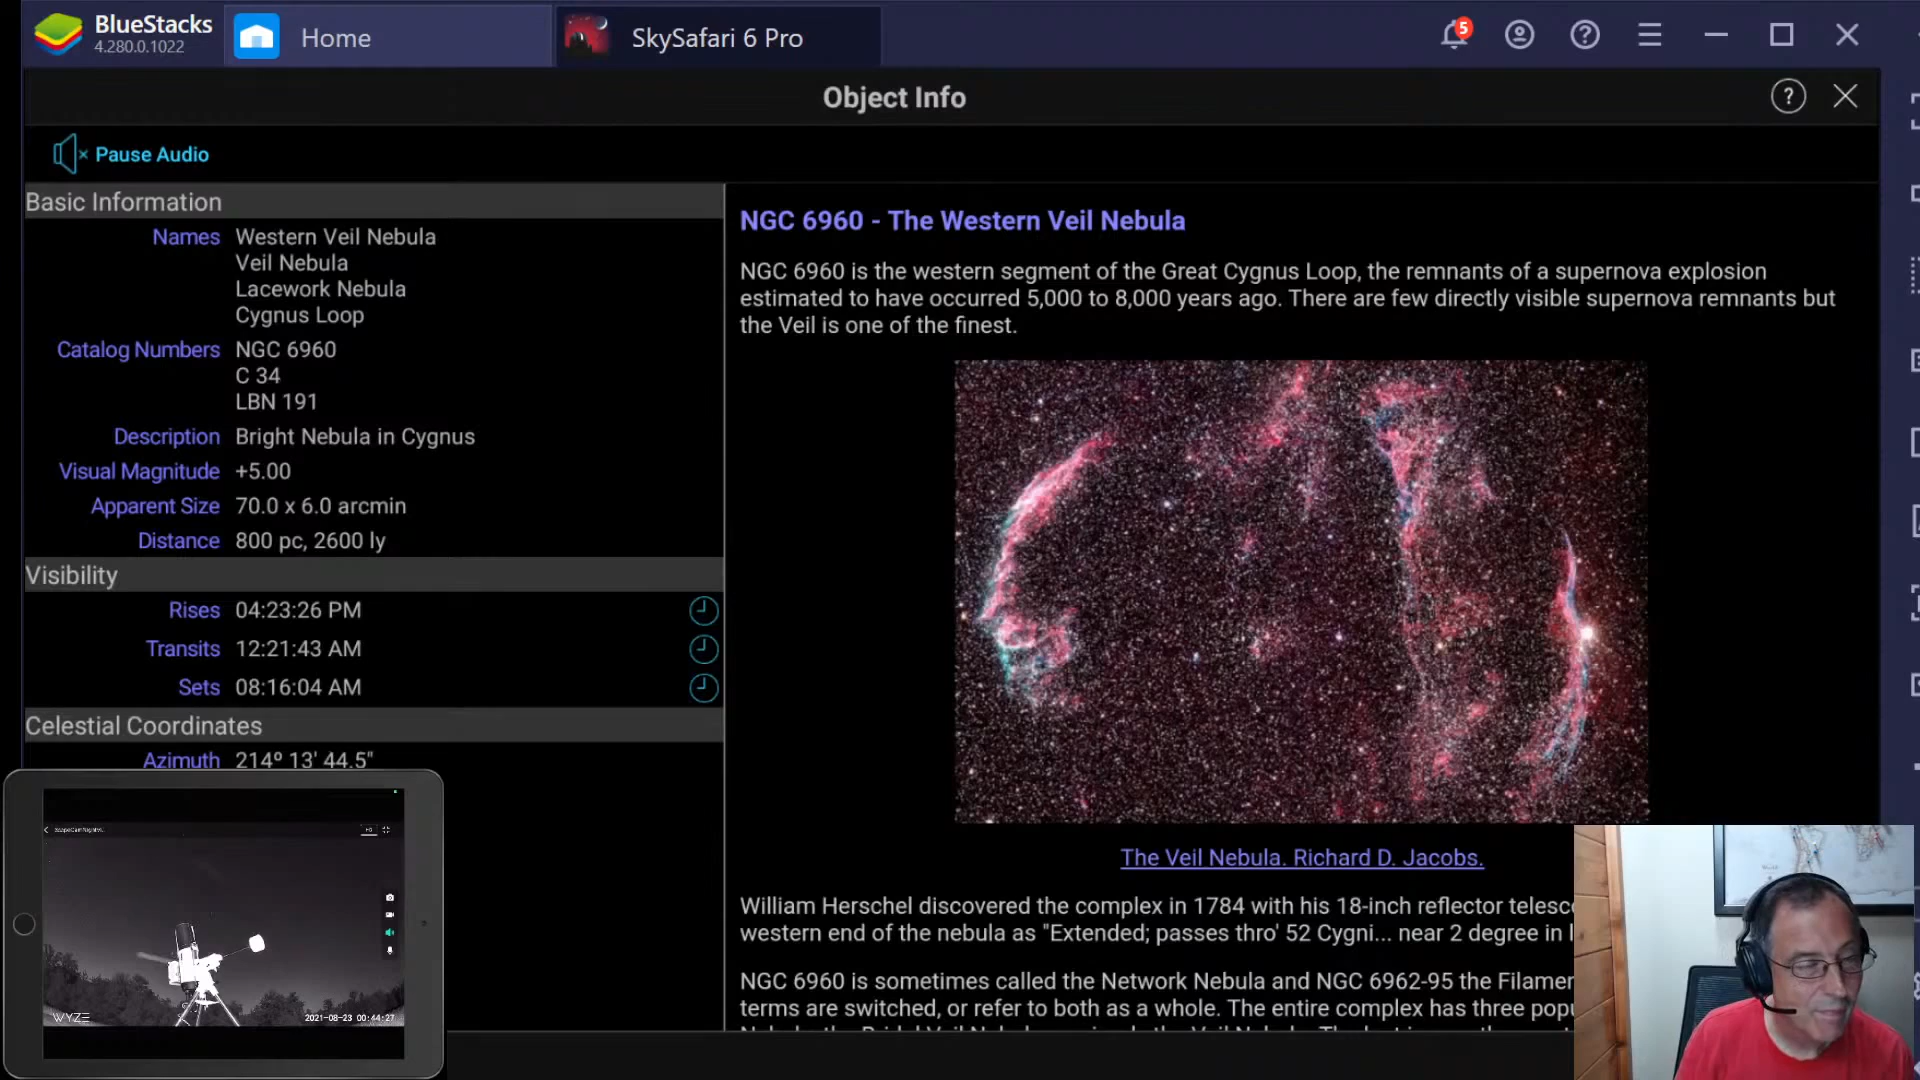 BlueStacks
4.280.0.1022
Home
SkySafari 6 Pro
5
Object Info
?
Pause Audio
Basic Information
Names Western Veil Nebula
Veil Nebula
Lacework Nebula
Cygnus Loop
Catalog Numbers NGC 6960
C 34
LBN 191
Description Bright Nebula in Cygnus
Visual Magnitude +5.00
Apparent Size 70.0 x 6.0 arcmin
Distance 800 pc, 2600 ly
Visibility
Rises 04:23:26 PM
Transits 12:21:43 AM
Sets 08:16:04 AM
Celestial Coordinates
Azimuth 214º 13' 44.5"
NGC 6960 - The Western Veil Nebula
NGC 6960 is the western segment of the Great Cygnus Loop, the remnants of a supernova explosion
estimated to have occurred 5,000 to 8,000 years ago. There are few directly visible supernova remnants but
the Veil is one of the finest.
The Veil Nebula. Richard D. Jacobs.
William Herschel discovered the complex in 1784 with his 18-inch reflector
western end of the nebula as "Extended; passes thro' 52 Cygni... near 2 degree in
NGC 6960 is sometimes called the Network Nebula and NGC 6962-95 the
terms are switched, or refer to both as a whole. The entire complex has three
WYZE
2021-08-23 00:44:27